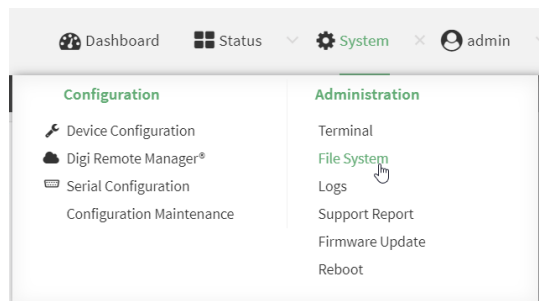 Dashboard Status System admin
Configuration
Device Configuration
Digi Remote Manager®
Serial Configuration
Configuration Maintenance
Administration
Terminal
File System
Logs
Support Report
Firmware Update
Reboot